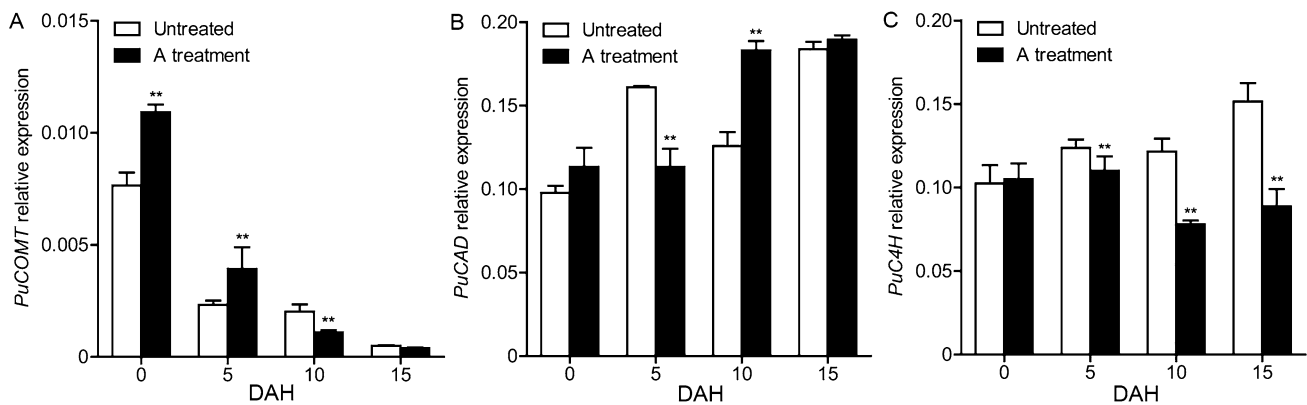 A
Untreated
A treatment
PuCOMT relative expression
0.015
0.010
0.005
0
**
**
**
0 5 10 15
DAH
B
Untreated
A treatment
PuCAD relative expression
0.20
0.15
0.10
0.05
0
**
**
0 5 10 15
DAH
C
Untreated
A treatment
PuC4H relative expression
0.20
0.15
0.10
0.05
0
**
**
**
0 5 10 15
DAH